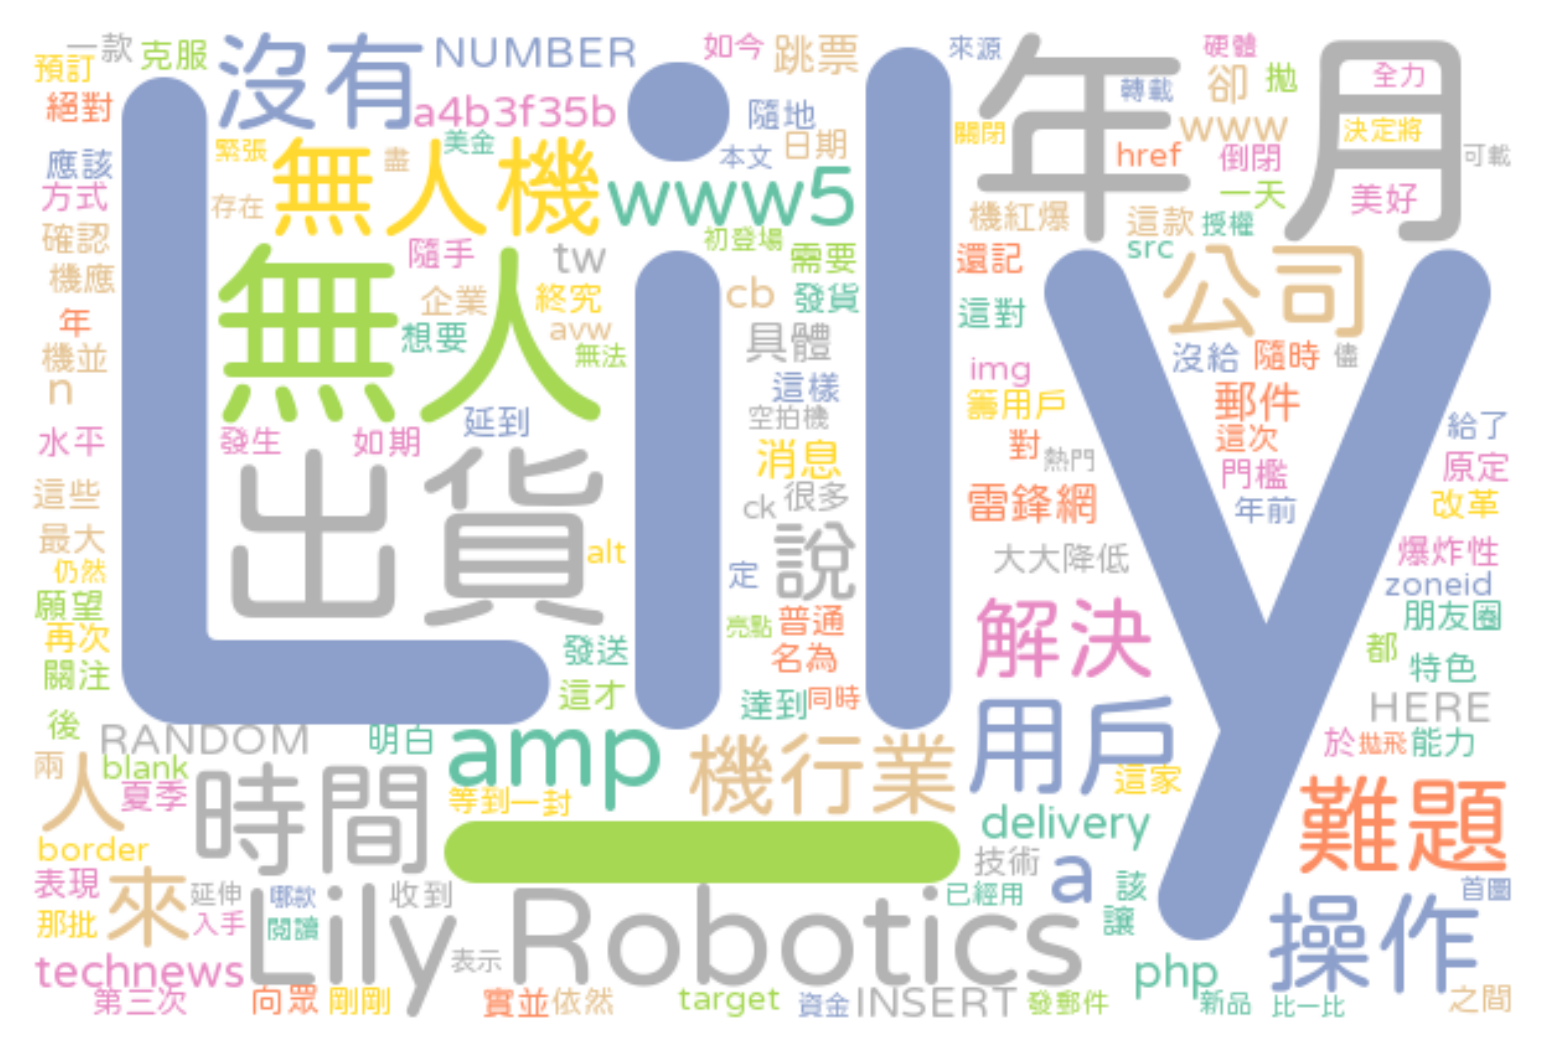 一款 克服 沒有 NUMBER 如今 跳票 來源 年 月 硬體
預訂 轉載 卻 拋 全力
絕對 a4b3f35b 隨地 關閉 www 決定將
緊張 無人機 盡 美金 本文 日期 href 倒閉 可載
應該 存在 www5 一天 美好
方式 機紅爆 這款 授權
確認 隨手 tw 初登場 需要 還記 src 公司
機應 企業 終究 cb 發貨 這對
年 無人 想要 avw 具體
機並 無法 img 沒給 隨時 儘
n 這樣 籌用戶 郵件
水平 發生 如期 延到 空拍機 對 這次 給了
消息 熱門 門檻 原定
這些 出貨 ck 很多 雷鋒網 年前 改革
最大 alt 說 大大降低 爆炸性
仍然 定 zoneid
願望 亮點 普通 解決 朋友圈
再次 發送 名為 都 特色
關注 這才 達到 同時 HERE
後 RANDOM 明白 amp 機行業 用戶 於 拋飛 能力
兩 blank
人 夏季 時間 等到一封 這家 難題
border — delivery
表現 來 延伸 哪款 收到 技術 a 該 首圖
那批 入手 閱讀 Lily Robotics 已經用 讓 操作
technews 表示 php
第三次 向眾 剛剛 實並 依然 target 資金 INSERT 發郵件 新品 比一比 之間
Lily